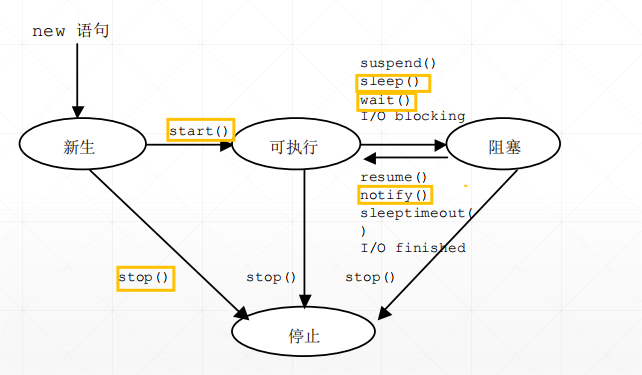 new 语句
suspend()
sleep()
wait()
I/O blocking
start()
新生
可执行
阻塞
resume()
notify()
sleeptimeout(
)
I/O finished
stop()
stop()
stop()
停止